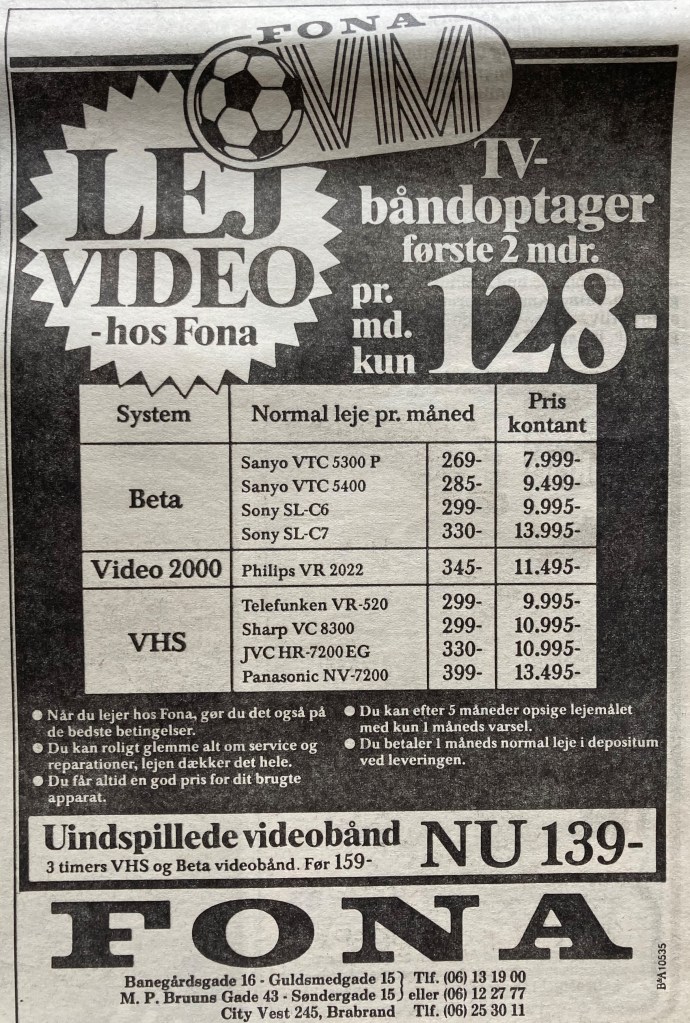 FONA
VM
LEJ
VIDEO
-hos Fona
TV-
båndoptager
første 2 mdr.
pr.
md.
kun 128-
System Normal leje pr. måned Pris kontant
Beta
Sanyo VTC 5300 P 269- 7.999-
Sanyo VTC 5400 285- 9.499-
Sony SL-C6 299- 9.995-
Sony SL-C7 330- 13.995-
Video 2000 Philips VR 2022 345- 11.495-
VHS
Telefunken VR-520 299- 9.995-
Sharp VC 8300 299- 10.995-
JVC HR-7200 EG 330- 10.995-
Panasonic NV-7200 399- 13.495-
● Når du lejer hos Fona, gør du det også på
de bedste betingelser.
● Du kan roligt glemme alt om service og
reparationer, lejen dækker det hele.
● Du får altid en god pris for dit brugte
apparat.
● Du kan efter 5 måneder opsige lejemålet
med kun 1 måneds varsel.
● Du betaler 1 måneds normal leje i depositum
ved leveringen.
Uindspillede videobånd
3 timers VHS og Beta videobånd. Før 159-
NU 139-
FONA
Banegårdsgade 16 - Guldsmedgade 15} Tlf. (06) 13 19 00
M. P. Bruuns Gade 43 - Søndergade 15} eller (06) 12 27 77
City Vest 245, Brabrand Tlf. (06) 25 30 11
B&A10535